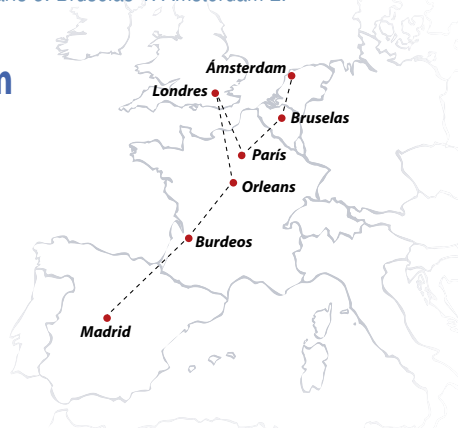 Ámsterdam
Londres
Bruselas
París
Orleans
Burdeos
Madrid